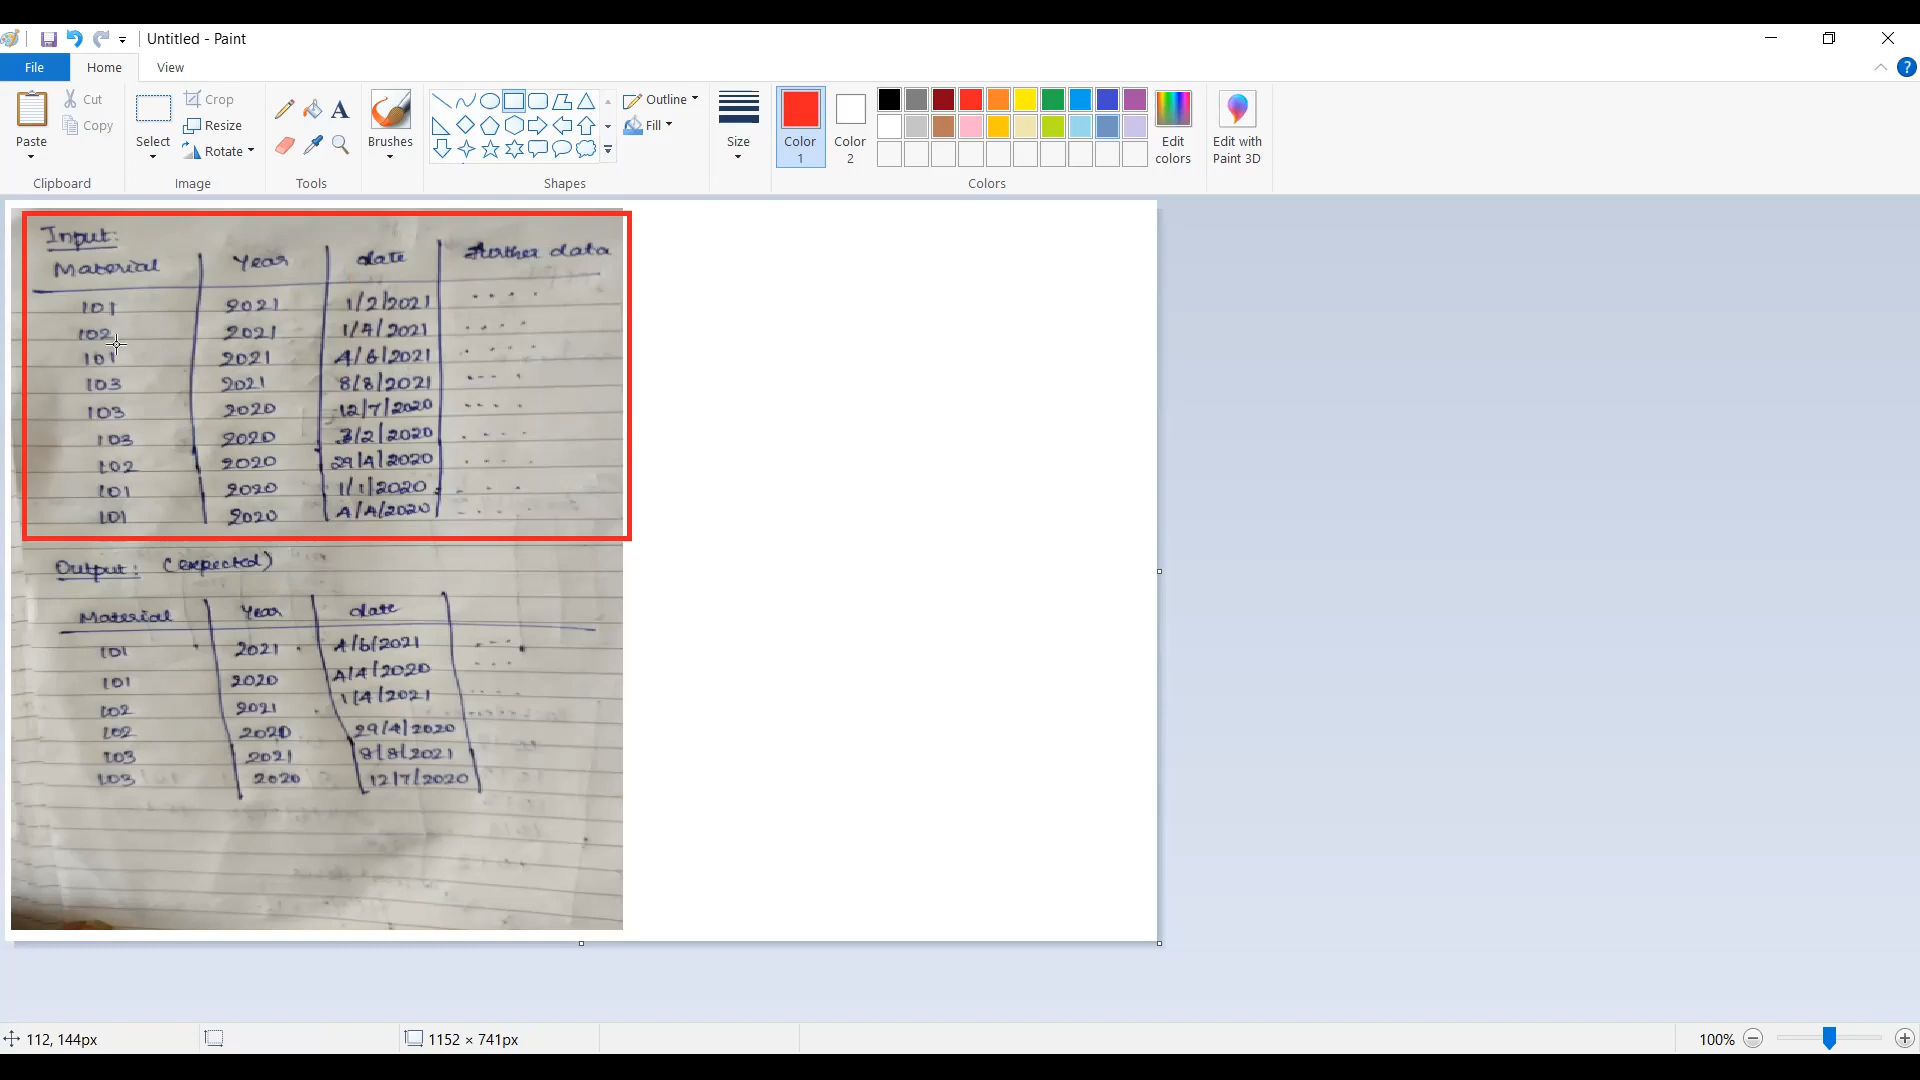 Untitled - Paint
File Home View
Paste Cut Copy
Clipboard
Select Crop Resize Rotate
Image
Tools
Brushes
Outline Fill
Shapes
Size
Color 1 Color 2
Edit colors
Colors
Edit with Paint 3D
Input:
Material Year date further data
101 2021 1/2/2021 ....
102 2021 1/4/2021 ....
101 2021 4/6/2021 ....
103 2021 8/8/2021 ....
103 2020 12/7/2020 ....
103 2020 3/2/2020 ....
102 2020 29/4/2020 ....
101 2020 1/1/2020 ....
101 2020 4/4/2020 ....
Output: (expected)
Material Year date
101 2021 4/6/2021 ....
101 2020 4/4/2020 ...
102 2021 1/4/2021 ....
102 2020 29/4/2020
103 2021 8/8/2021
103 2020 12/7/2020
112, 144px 1152 × 741px 100%